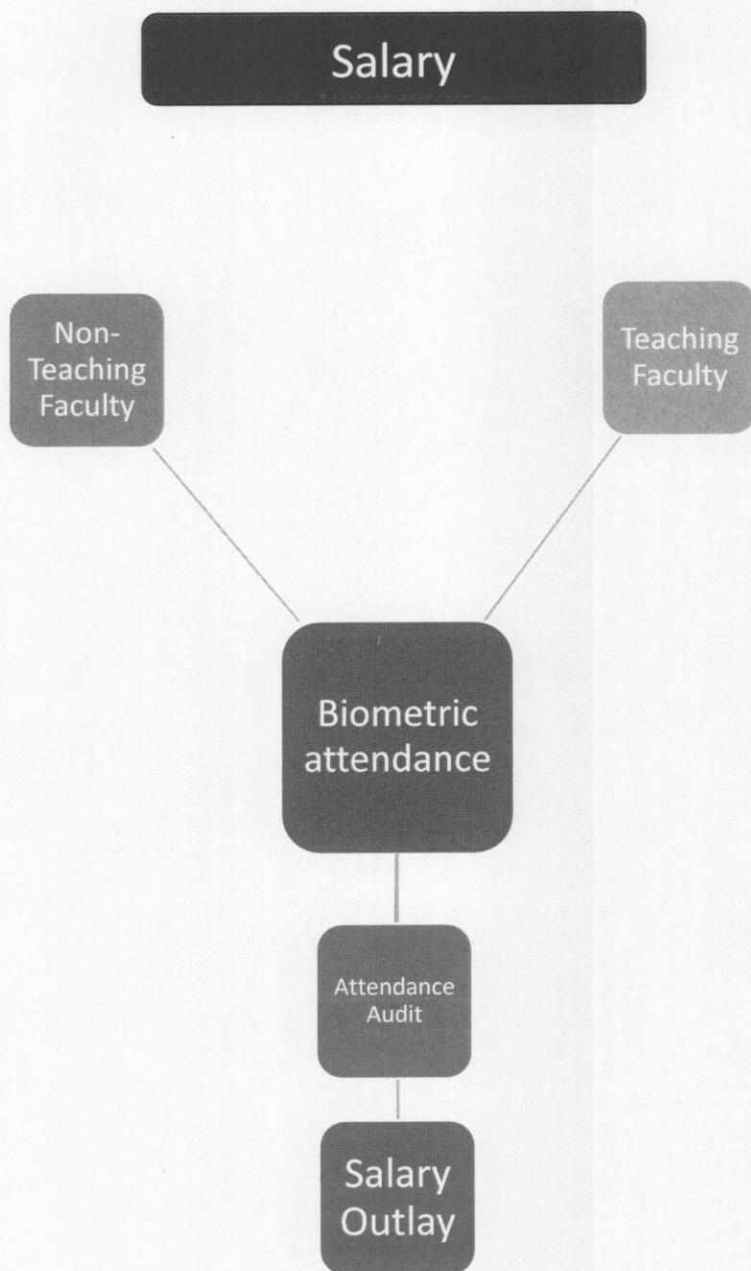 Salary
Non-
Teaching
Faculty
Teaching
Faculty
Biometric
attendance
Attendance
Audit
Salary
Outlay